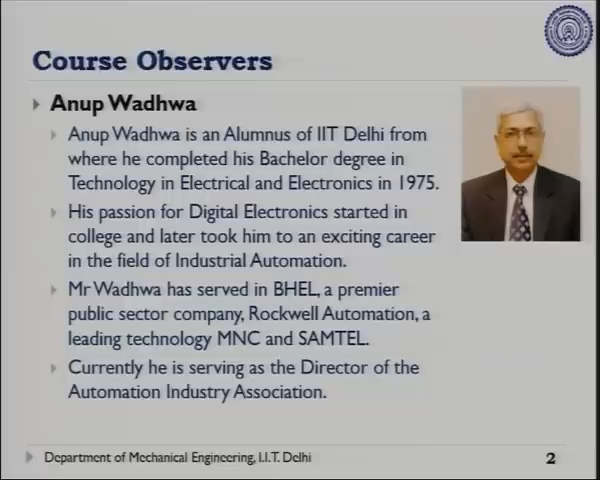 Course Observers
Anup Wadhwa
Anup Wadhwa is an Alumnus of IIT Delhi from
where he completed his Bachelor degree in
Technology in Electrical and Electronics in 1975.
His passion for Digital Electronics started in
college and later took him to an exciting career
in the field of Industrial Automation.
Mr Wadhwa has served in BHEL, a premier
public sector company, Rockwell Automation, a
leading technology MNC and SAMTEL.
Currently he is serving as the Director of the
Automation Industry Association.
Department of Mechanical Engineering, I.I.T. Delhi
2